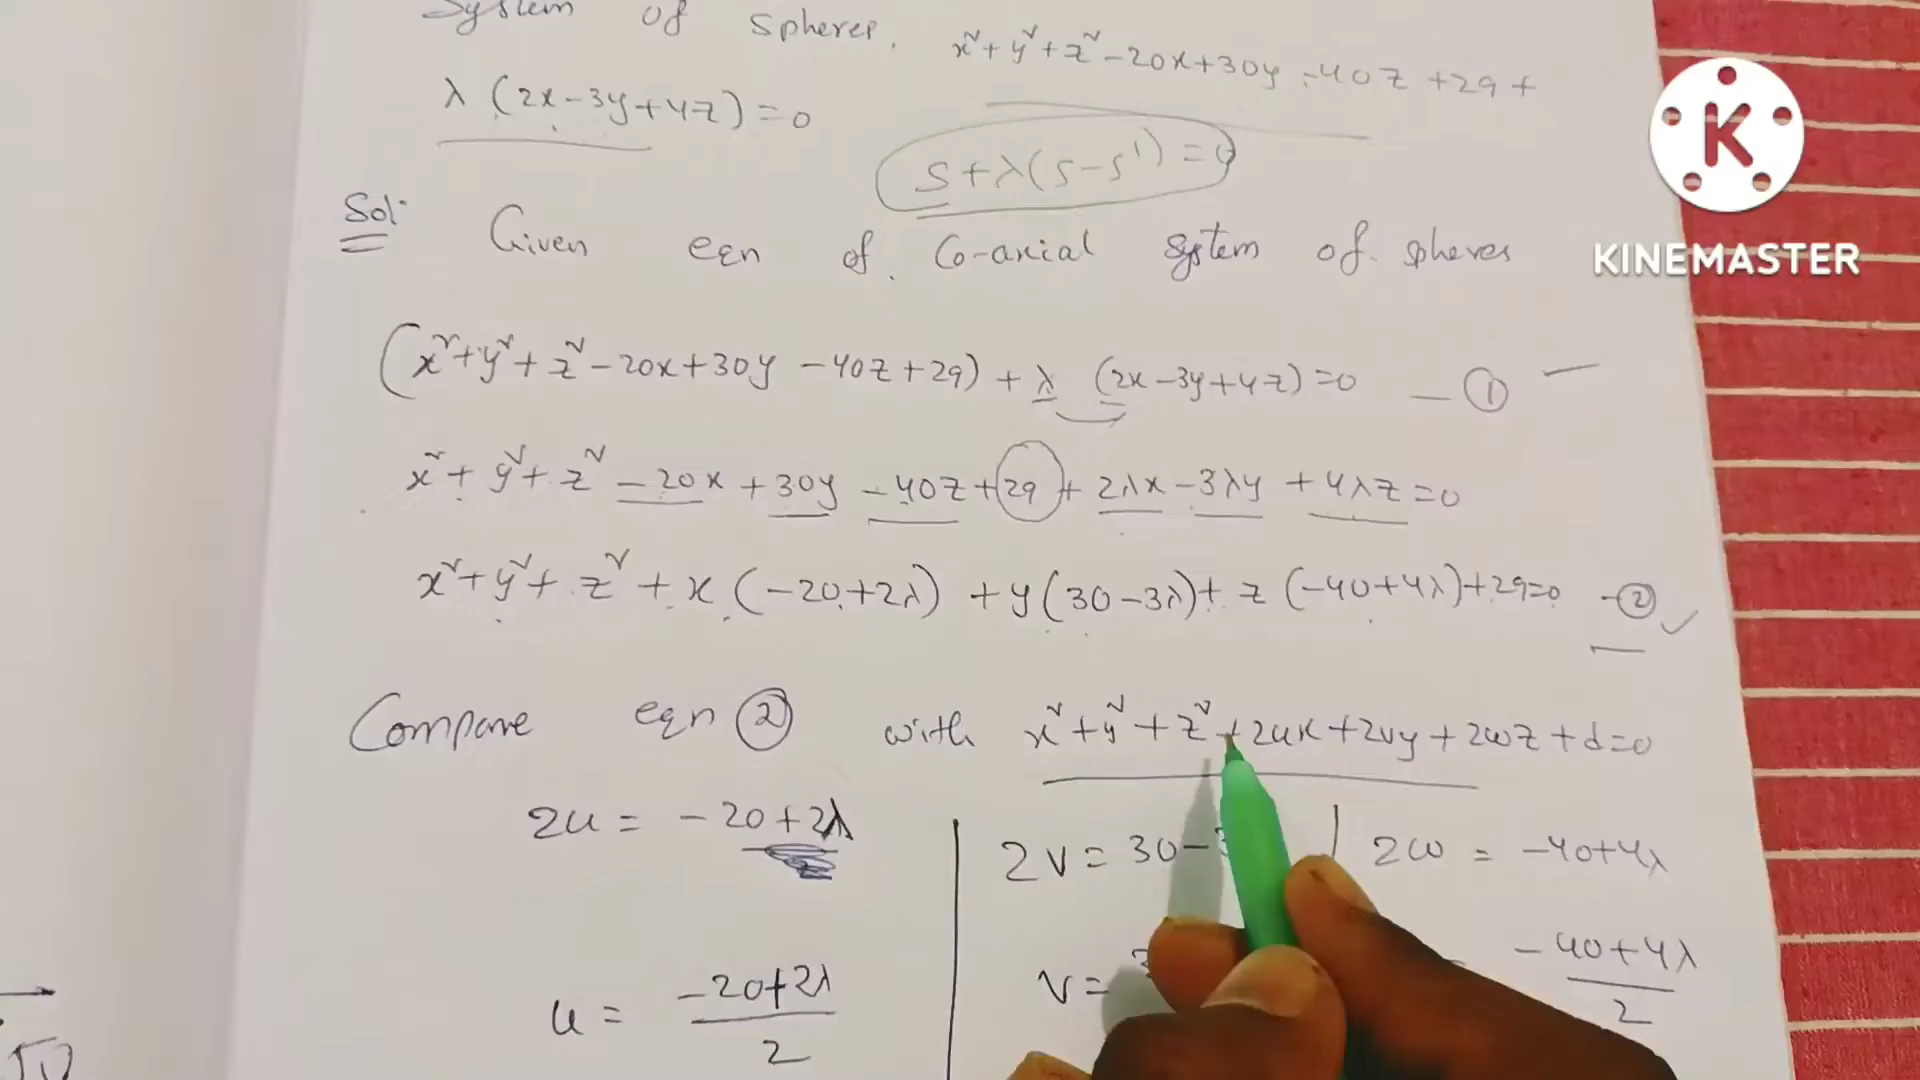 System of spheres. x²+y²+z²-20x+30y-40z+29+
λ (2x-3y+4z)=0
S+λ(S-S')=0
Sol: Given eqn of Co-axial System of spheres
(x²+y²+z²-20x+30y-40z+29)+λ(2x-3y+4z)=0 —①
x²+y²+z²-20x+30y-40z+29+2λx-3λy+4λz=0
x²+y²+z²+x(-20+2λ)+y(30-3λ)+z(-40+4λ)+29=0 -②
Compare eqn ② with x²+y²+z²+2ux+2vy+2wz+d=0
2u = -20+2λ 2v = 30-3 2w = -40+4λ
u = -20+2λ/2 v = 3 -40+4λ/2
K
KINEMASTER